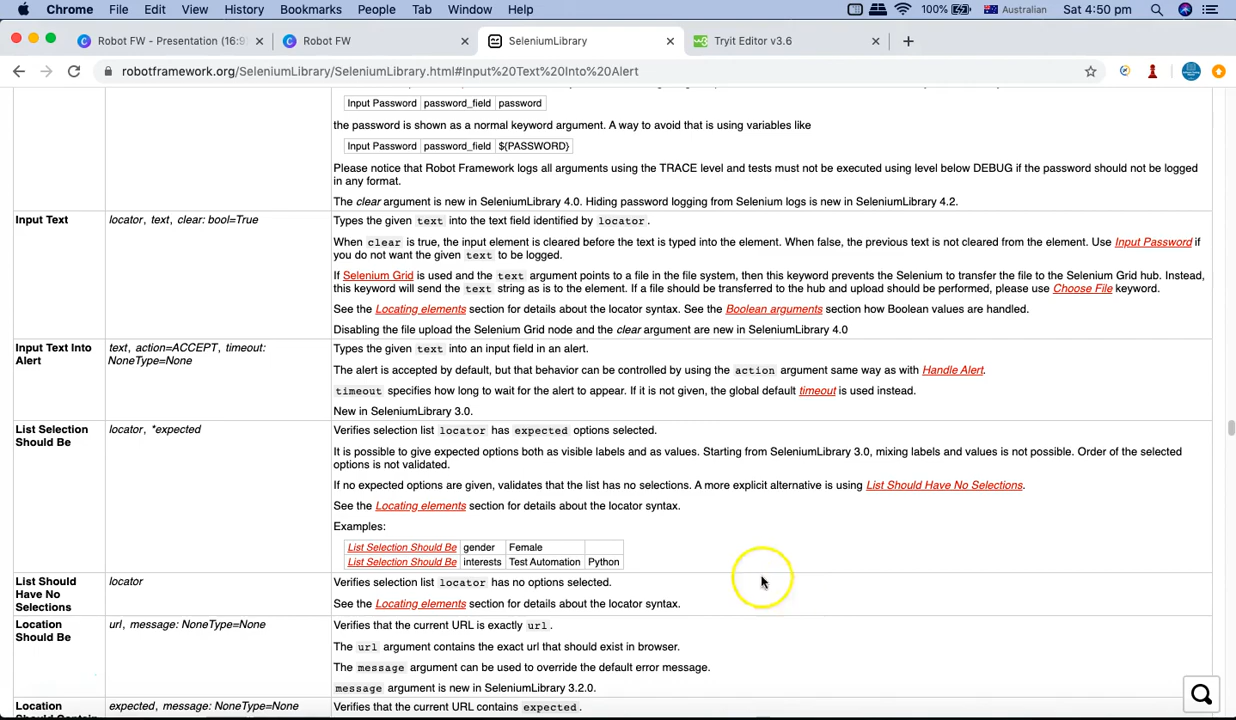 Chrome File Edit View History Bookmarks People Tab Window Help 100% Australian Sat 4:50 pm
Robot FW - Presentation (16:9) Robot FW SeleniumLibrary Tryit Editor v3.6
robotframework.org/SeleniumLibrary/SeleniumLibrary.html#Input%20Text%20Into%20Alert
Input Password password_field password
the password is shown as a normal keyword argument. A way to avoid that is using variables like
Input Password password_field ${PASSWORD}
Please notice that Robot Framework logs all arguments using the TRACE level and tests must not be executed using level below DEBUG if the password should not be logged
in any format.
The clear argument is new in SeleniumLibrary 4.0. Hiding password logging from Selenium logs is new in SeleniumLibrary 4.2.
Input Text locator, text, clear: bool=True Types the given text into the text field identified by locator.
When clear is true, the input element is cleared before the text is typed into the element. When false, the previous text is not cleared from the element. Use Input Password if
you do not want the given text to be logged.
If Selenium Grid is used and the text argument points to a file in the file system, then this keyword prevents the Selenium to transfer the file to the Selenium Grid hub. Instead,
this keyword will send the text string as is to the element. If a file should be transferred to the hub and upload should be performed, please use Choose File keyword.
See the Locating elements section for details about the locator syntax. See the Boolean arguments section how Boolean values are handled.
Disabling the file upload the Selenium Grid node and the clear argument are new in SeleniumLibrary 4.0
Input Text Into text, action=ACCEPT, timeout: Types the given text into an input field in an alert.
Alert NoneType=None
The alert is accepted by default, but that behavior can be controlled by using the action argument same way as with Handle Alert.
timeout specifies how long to wait for the alert to appear. If it is not given, the global default timeout is used instead.
New in SeleniumLibrary 3.0.
List Selection locator, *expected Verifies selection list locator has expected options selected.
Should Be
It is possible to give expected options both as visible labels and as values. Starting from SeleniumLibrary 3.0, mixing labels and values is not possible. Order of the selected
options is not validated.
If no expected options are given, validates that the list has no selections. A more explicit alternative is using List Should Have No Selections.
See the Locating elements section for details about the locator syntax.
Examples:
List Selection Should Be gender Female
List Selection Should Be interests Test Automation Python
List Should locator Verifies selection list locator has no options selected.
Have No
Selections See the Locating elements section for details about the locator syntax.
Location url, message: NoneType=None Verifies that the current URL is exactly url.
Should Be
The url argument contains the exact url that should exist in browser.
The message argument can be used to override the default error message.
message argument is new in SeleniumLibrary 3.2.0.
Location expected, message: NoneType=None Verifies that the current URL contains expected.